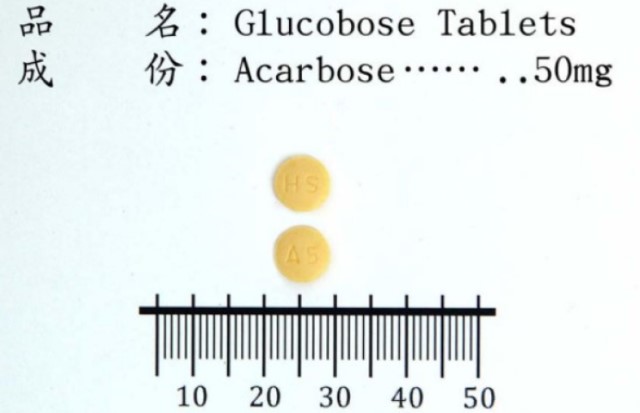 品 名：Glucobose Tablets
成 份：Acarbose…… ..50mg
HS
A5
10 20 30 40 50